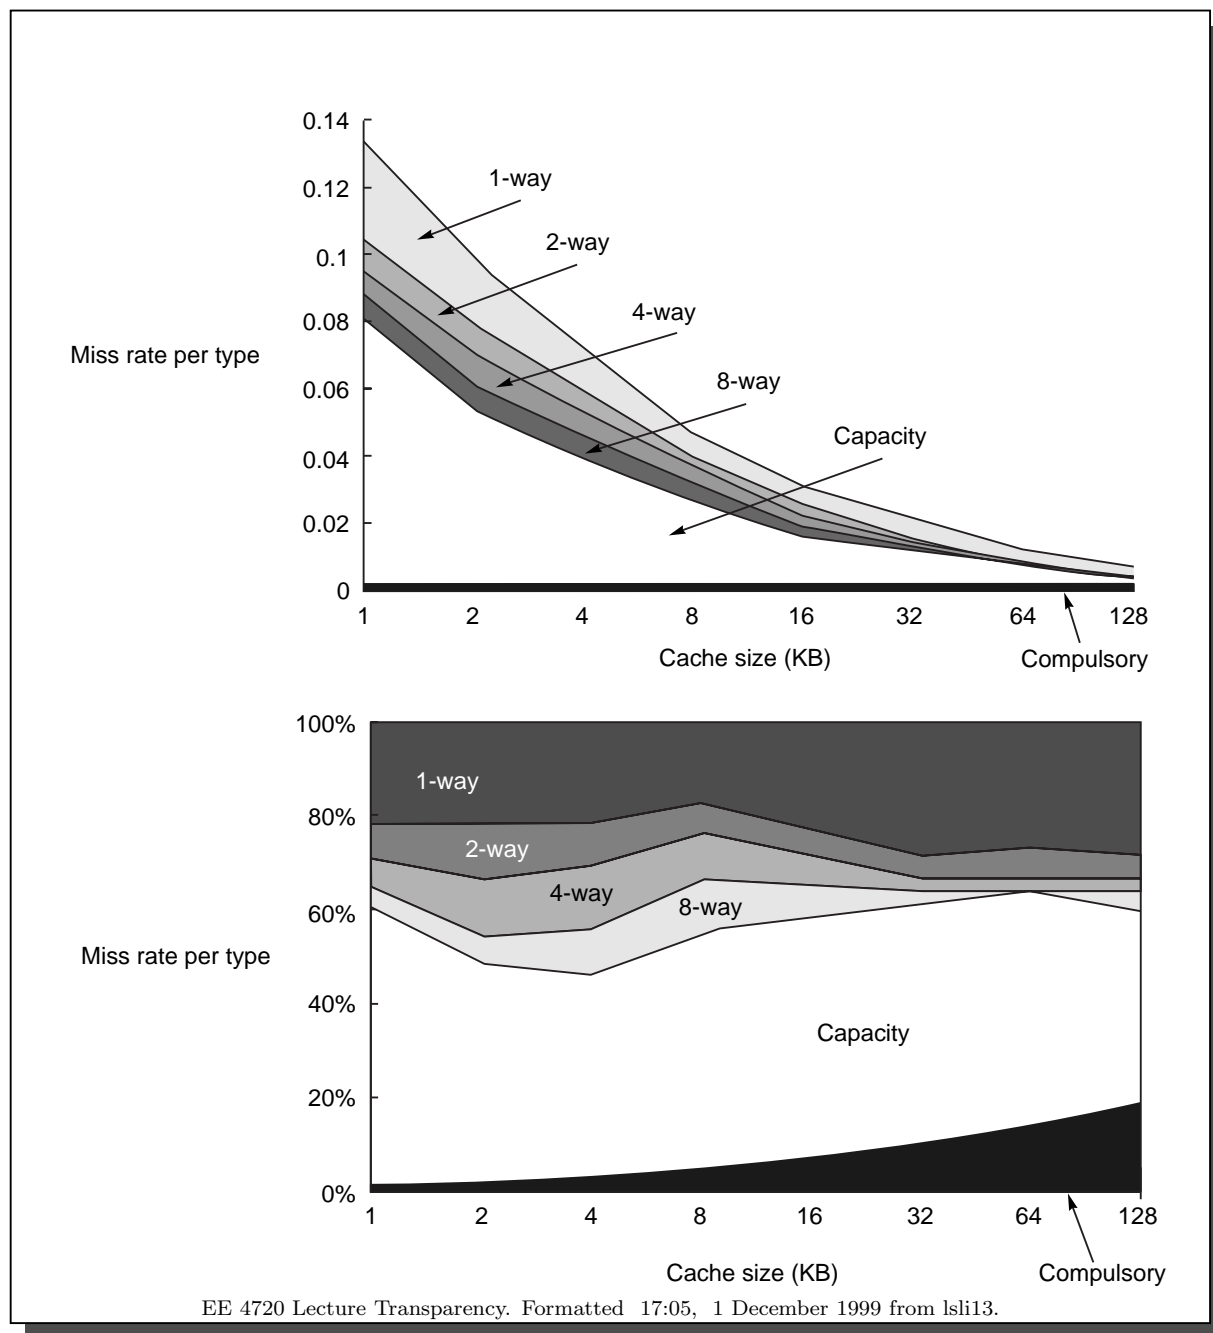 0.14
1-way
0.12
2-way
0.1
4-way
0.08
Miss rate per type
8-way
0.06
Capacity
0.04
0.02
0
1 2 4 8 16 32 64 128
Cache size (KB)
Compulsory
100%
1-way
80%
2-way
4-way
8-way
60%
Miss rate per type
40%
Capacity
20%
0%
1 2 4 8 16 32 64 128
Cache size (KB)
Compulsory
EE 4720 Lecture Transparency. Formatted 17:05, 1 December 1999 from lsli13.